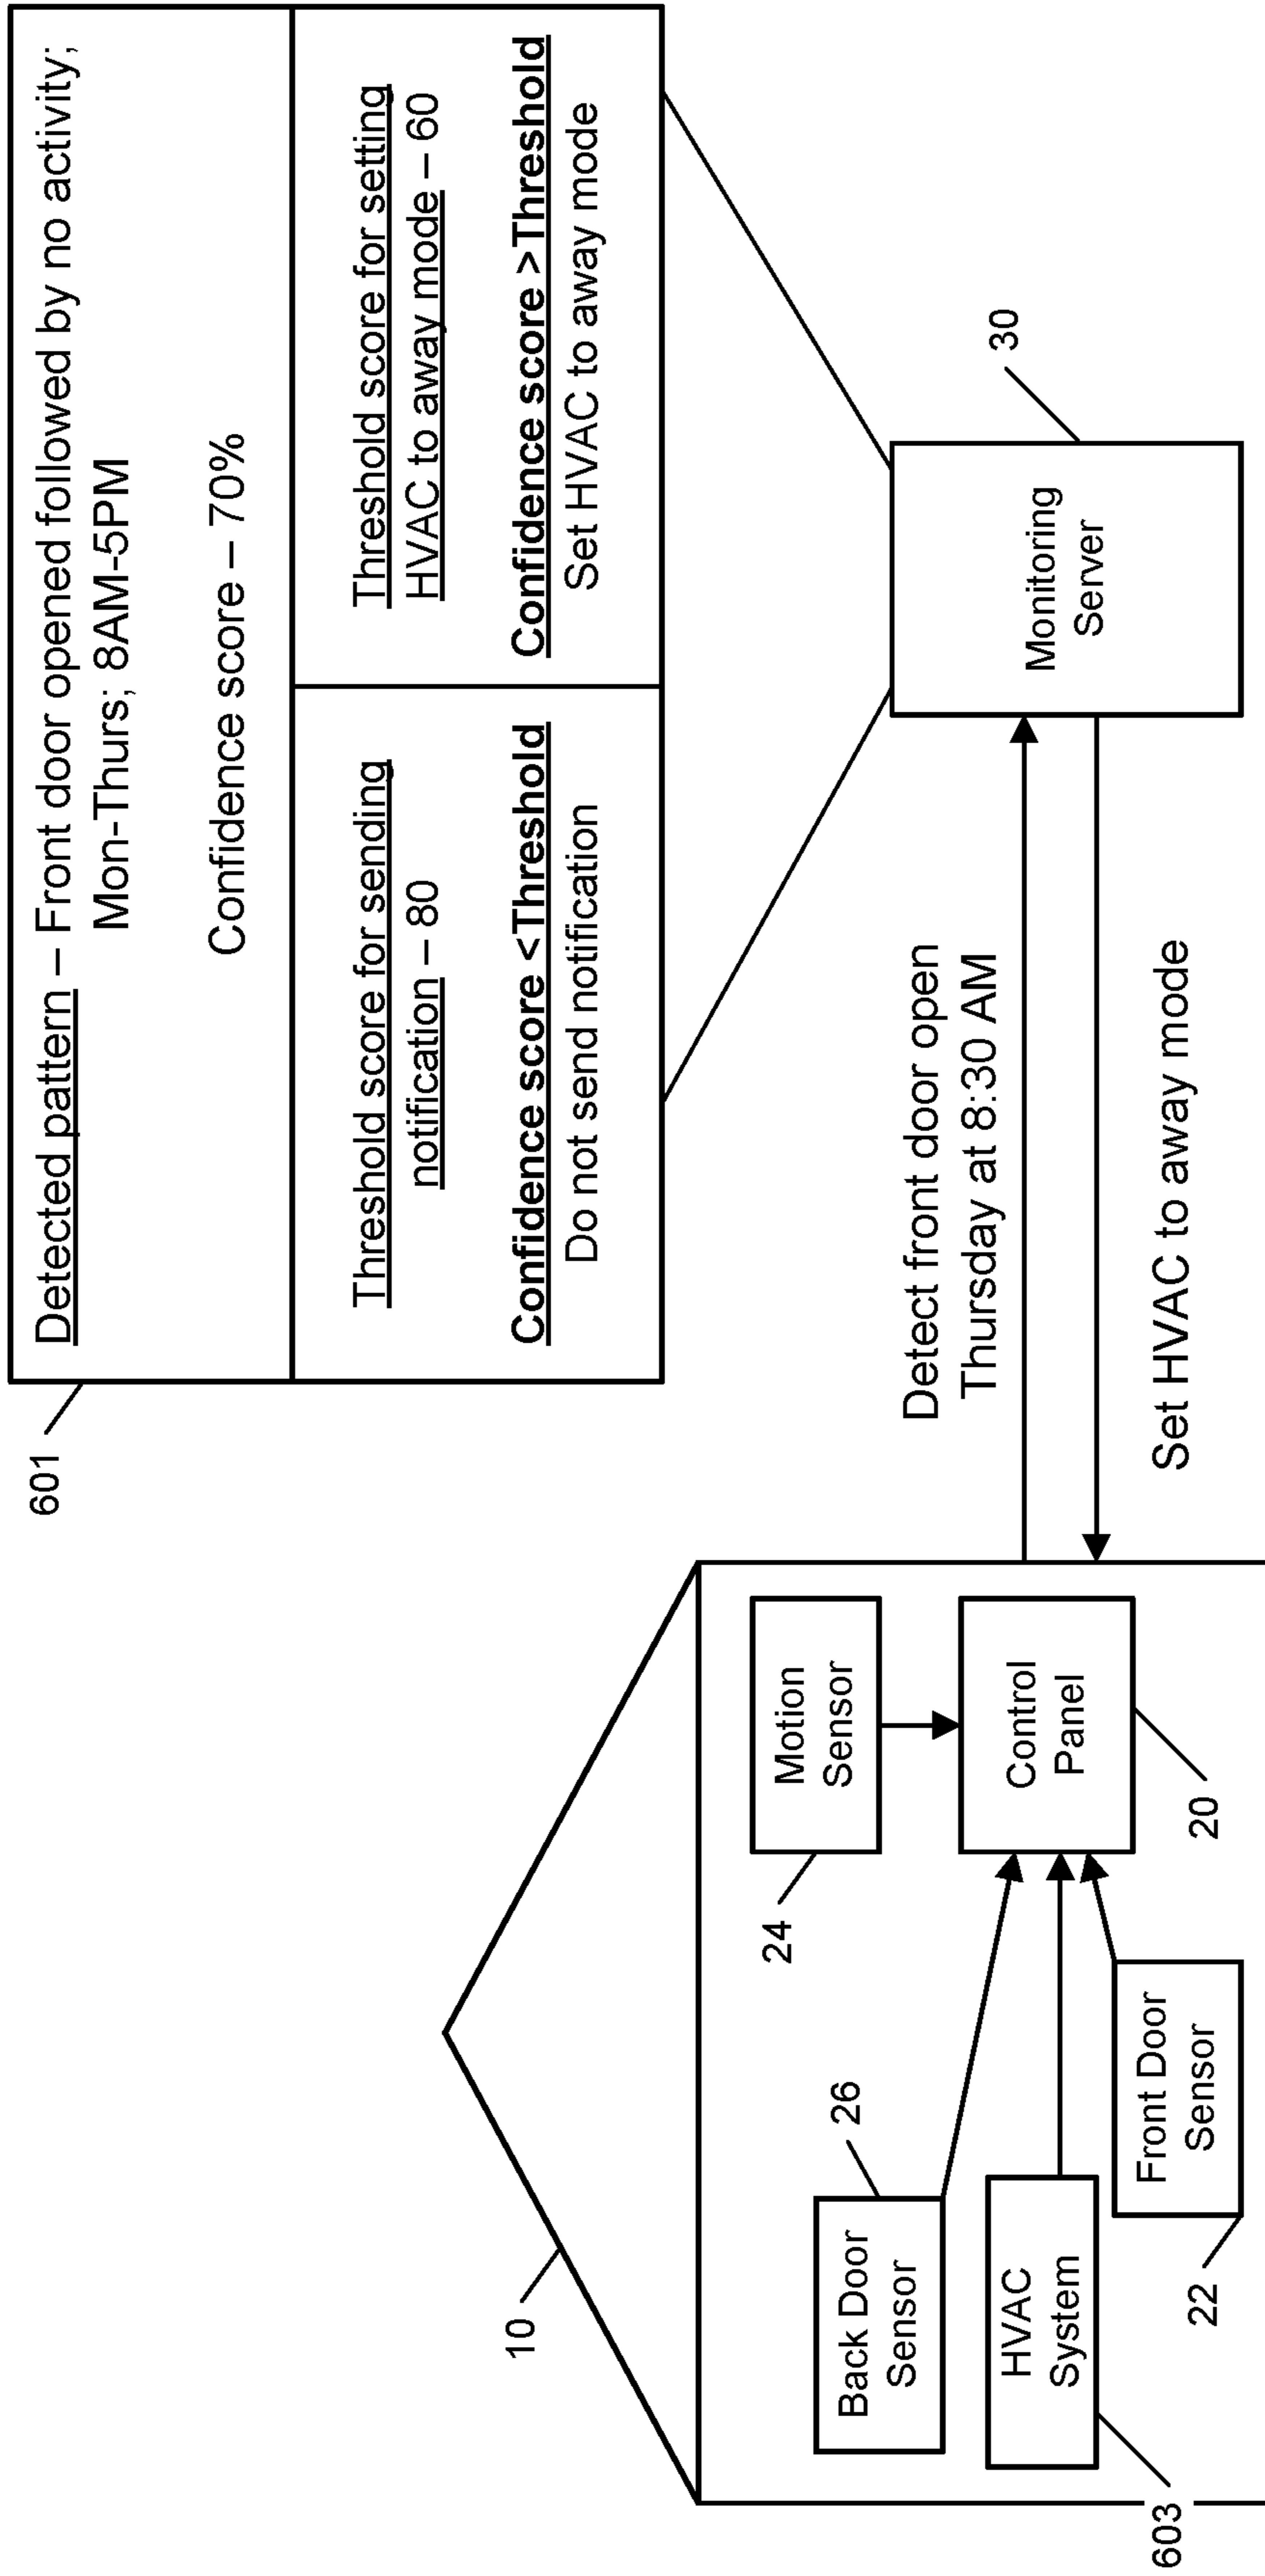 601
Detected pattern – Front door opened followed by no activity;
Mon-Thurs; 8AM-5PM
Confidence score – 70%
Threshold score for sending
notification – 80
Confidence score <Threshold
Do not send notification
Threshold score for setting
HVAC to away mode – 60
Confidence score >Threshold
Set HVAC to away mode
10
Motion
Sensor
24
Back Door
Sensor
26
HVAC
System
603
Front Door
Sensor
22
Control
Panel
20
Detect front door open
Thursday at 8:30 AM
Set HVAC to away mode
Monitoring
Server
30